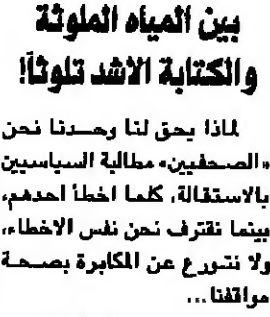 بين المياه الملوثة
والكتابة الاشد تلوثاً!
لماذا يحق لنا وحدنا نحن
«الصحفيين» مطالبة السياسيين
بالاستقالة، كلما اخطأ احدهم،
بينما نقترف نحن نفس الاخطاء،
ولا نتورع عن المكابرة بصحة
مواقفنا...